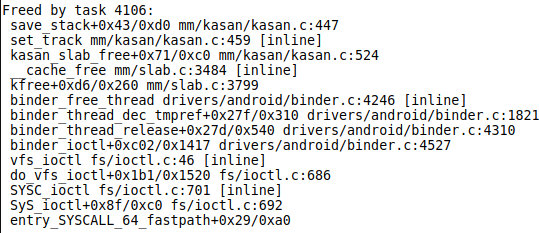 Freed by task 4106:
save_stack+0x43/0xd0 mm/kasan/kasan.c:447
set_track mm/kasan/kasan.c:459 [inline]
kasan_slab_free+0x71/0xc0 mm/kasan/kasan.c:524
__cache_free mm/slab.c:3484 [inline]
kfree+0xd6/0x260 mm/slab.c:3799
binder_free_thread drivers/android/binder.c:4246 [inline]
binder_thread_dec_tmpref+0x27f/0x310 drivers/android/binder.c:1821
binder_thread_release+0x27d/0x540 drivers/android/binder.c:4310
binder_ioctl+0xc02/0x1417 drivers/android/binder.c:4527
vfs_ioctl fs/ioctl.c:46 [inline]
do_vfs_ioctl+0x1b1/0x1520 fs/ioctl.c:686
SYSC_ioctl fs/ioctl.c:701 [inline]
SyS_ioctl+0x8f/0xc0 fs/ioctl.c:692
entry_SYSCALL_64_fastpath+0x29/0xa0